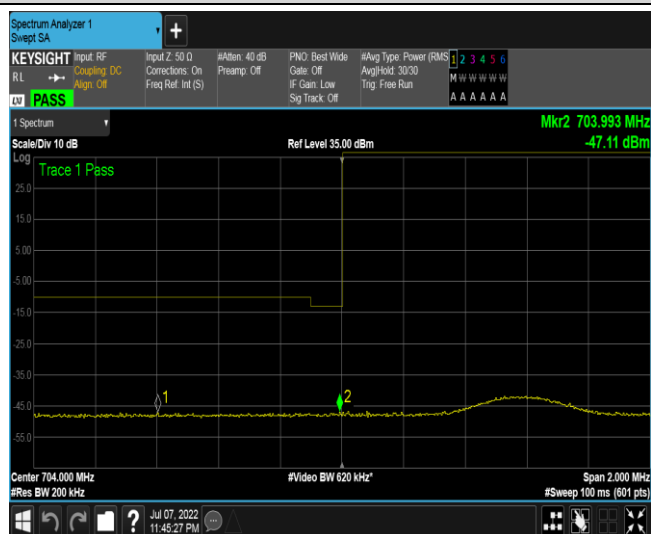 Spectrum Analyzer 1
Swept SA
+
KEYSIGHT Input: RF Input Z: 50 Ω #Atten: 40 dB PNO: Best Wide #Avg Type: Power (RMS 1 2 3 4 5 6
RL Coupling: DC Corrections: On Preamp: Off Gate: Off Avg|Hold: 30/30 M W W W W W
Align: Off Freq Ref: Int (S) IF Gain: Low Trig: Free Run
LXI PASS Sig Track: Off A A A A A A
1 Spectrum Mkr2 703.993 MHz
Scale/Div 10 dB Ref Level 35.00 dBm -47.11 dBm
Log
Trace 1 Pass
25.0
15.0
5.00
-5.00
-15.0
-25.0
-35.0
1 2
-45.0
-55.0
Center 704.000 MHz #Video BW 620 kHz* Span 2.000 MHz
#Res BW 200 kHz #Sweep 100 ms (601 pts)
? Jul 07, 2022
11:45:27 PM